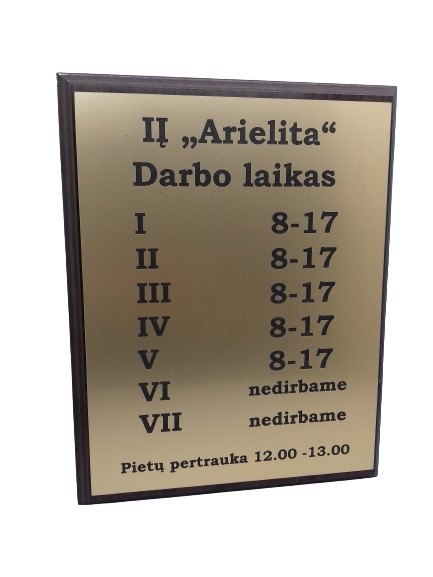 IĮ „Arielita“
Darbo laikas
I 8-17
II 8-17
III 8-17
IV 8-17
V 8-17
VI nedirbame
VII nedirbame
Pietų pertrauka 12.00 -13.00